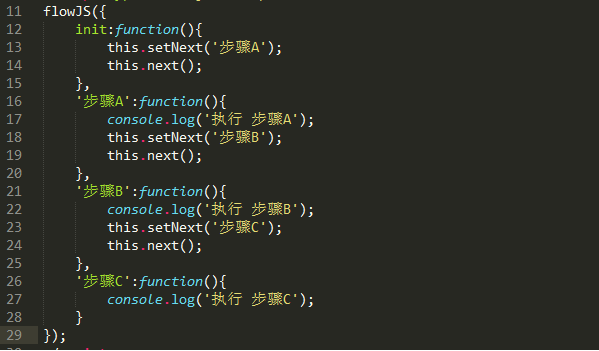 11 flowJS({
12     init:function(){
13         this.setNext('步骤A');
14         this.next();
15     },
16     '步骤A':function(){
17         console.log('执行 步骤A');
18         this.setNext('步骤B');
19         this.next();
20     },
21     '步骤B':function(){
22         console.log('执行 步骤B');
23         this.setNext('步骤C');
24         this.next();
25     },
26     '步骤C':function(){
27         console.log('执行 步骤C');
28     }
29 });